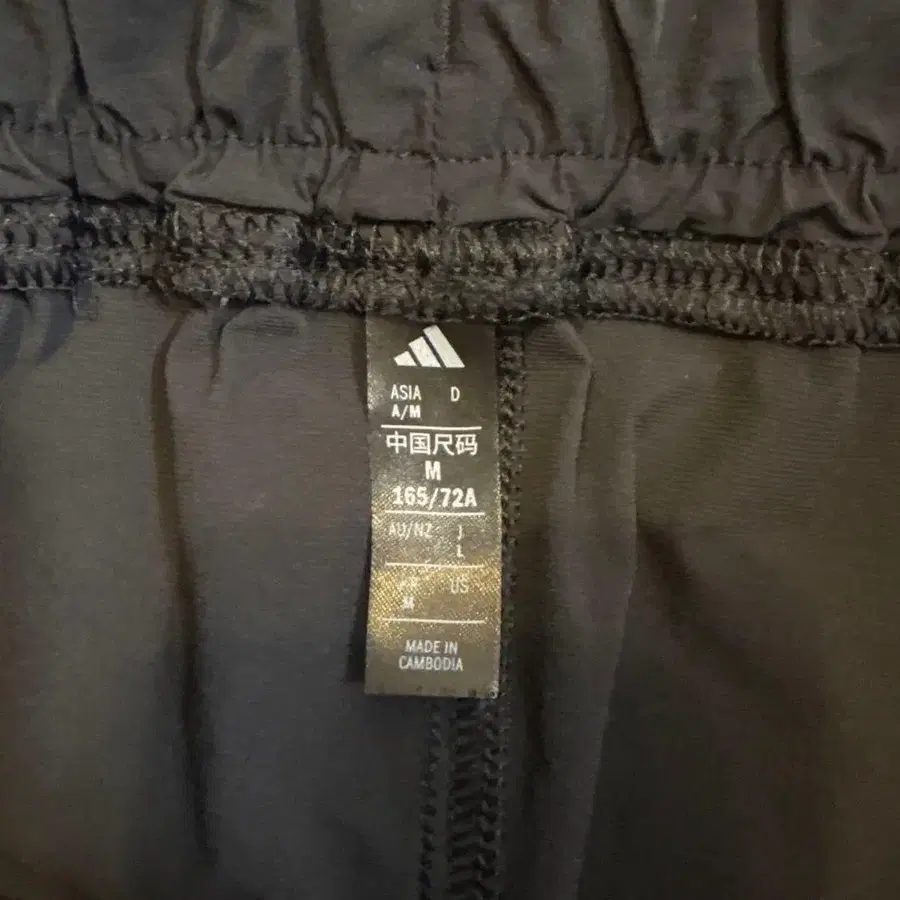 ASIA D
A/M
中国尺码
M
165/72A
AU/NZ J
L
US
M
MADE IN
CAMBODIA